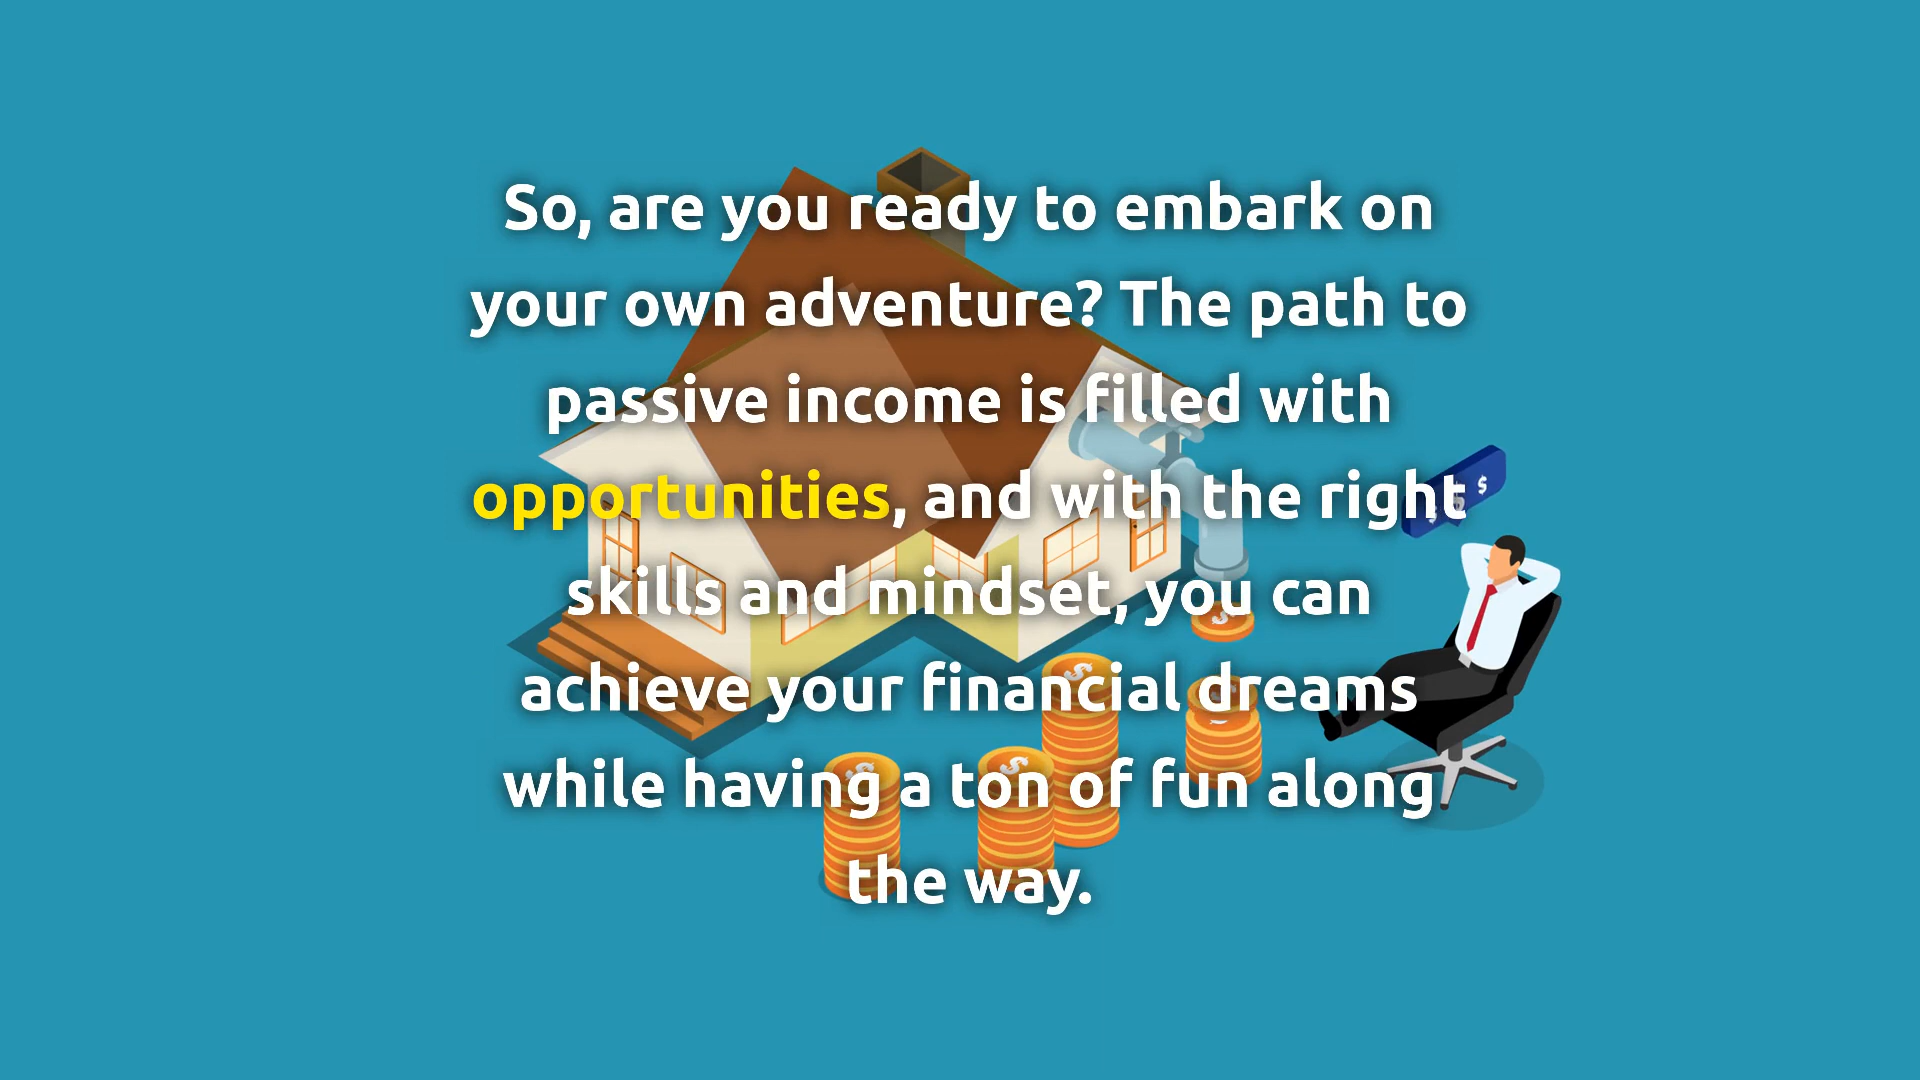 So, are you ready to embark on
your own adventure? The path to
passive income is filled with
opportunities, and with the right
skills and mindset, you can
achieve your financial dreams
while having a ton of fun along
the way.